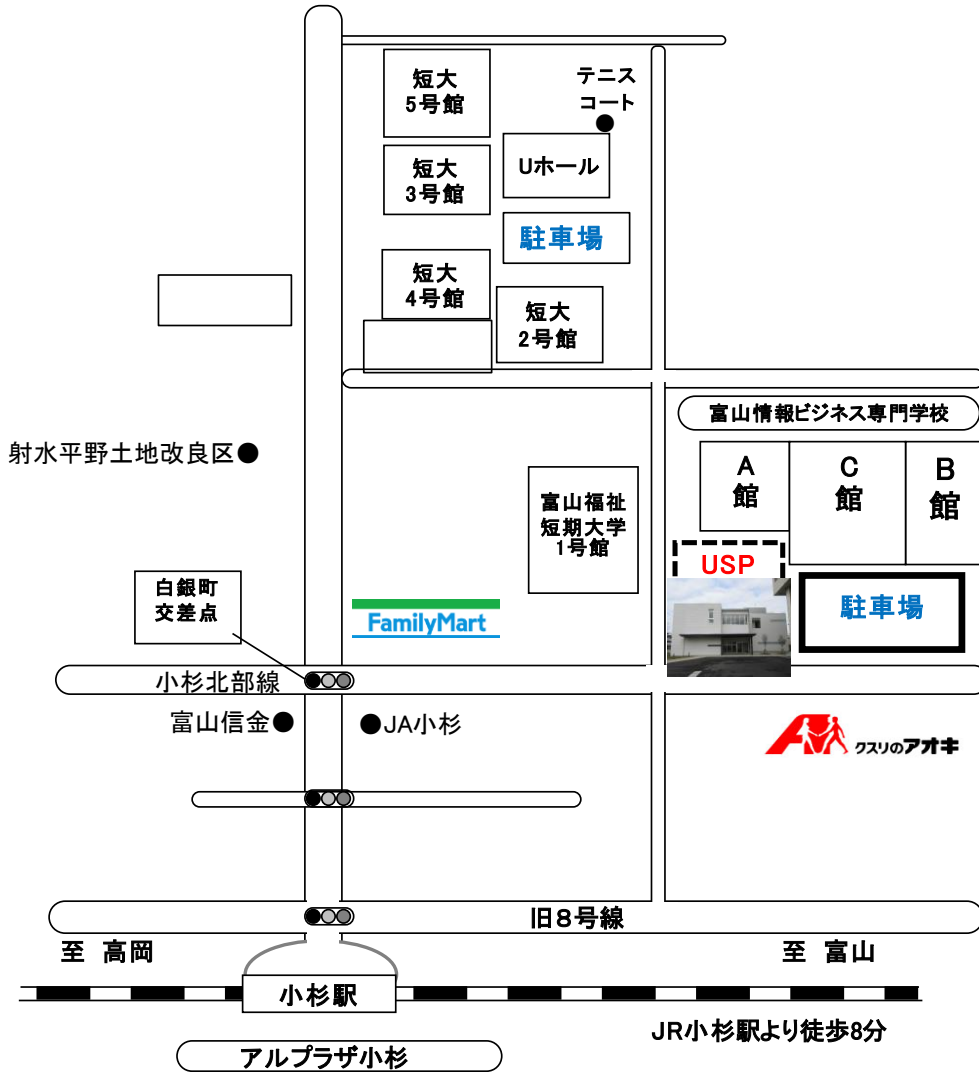 短大
5号館
テニス
コート
Uホール
短大
3号館
駐車場
短大
4号館
短大
2号館
富山情報ビジネス専門学校
射水平野土地改良区
A
館
C
館
B
館
富山福祉
短期大学
1号館
USP
白銀町
交差点
駐車場
FamilyMart
小杉北部線
富山信金
JA小杉
クスリのアオキ
旧8号線
至 高岡
至 富山
小杉駅
JR小杉駅より徒歩8分
アルプラザ小杉